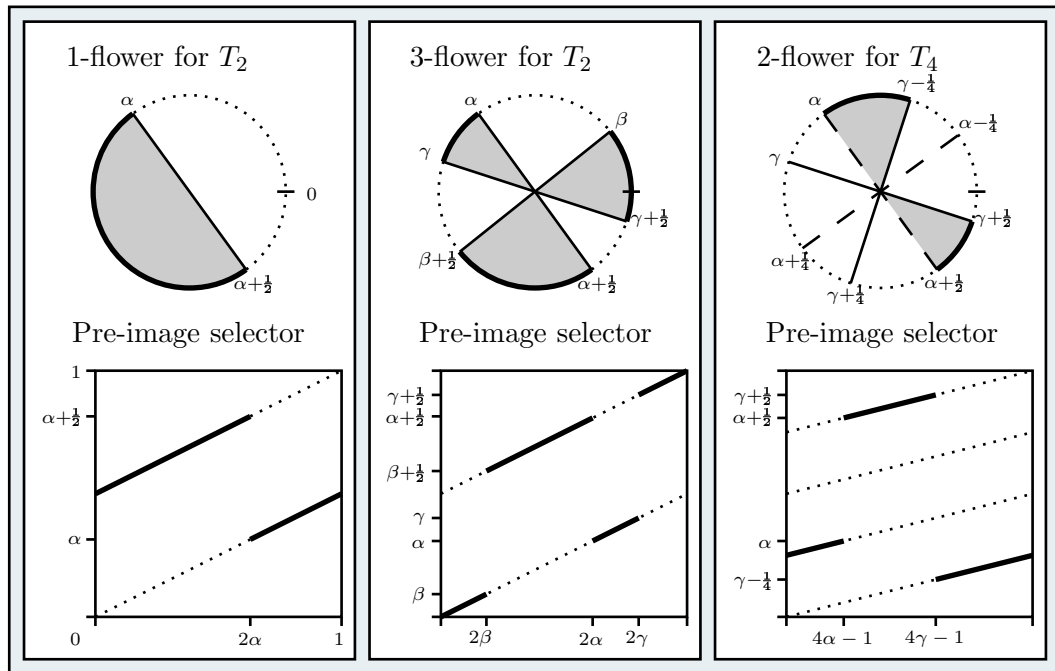 1-flower for T₂
α
0
α+½
Pre-image selector
1
α+½
α
0
2α
1
3-flower for T₂
α
β
γ
γ+½
β+½
α+½
Pre-image selector
γ+½
α+½
β+½
γ
α
β
2β
2α
2γ
2-flower for T₄
γ−¼
α
α−¼
γ
γ+½
α+¼
α+½
γ+¼
Pre-image selector
γ+½
α+½
α
γ−¼
4α − 1
4γ − 1